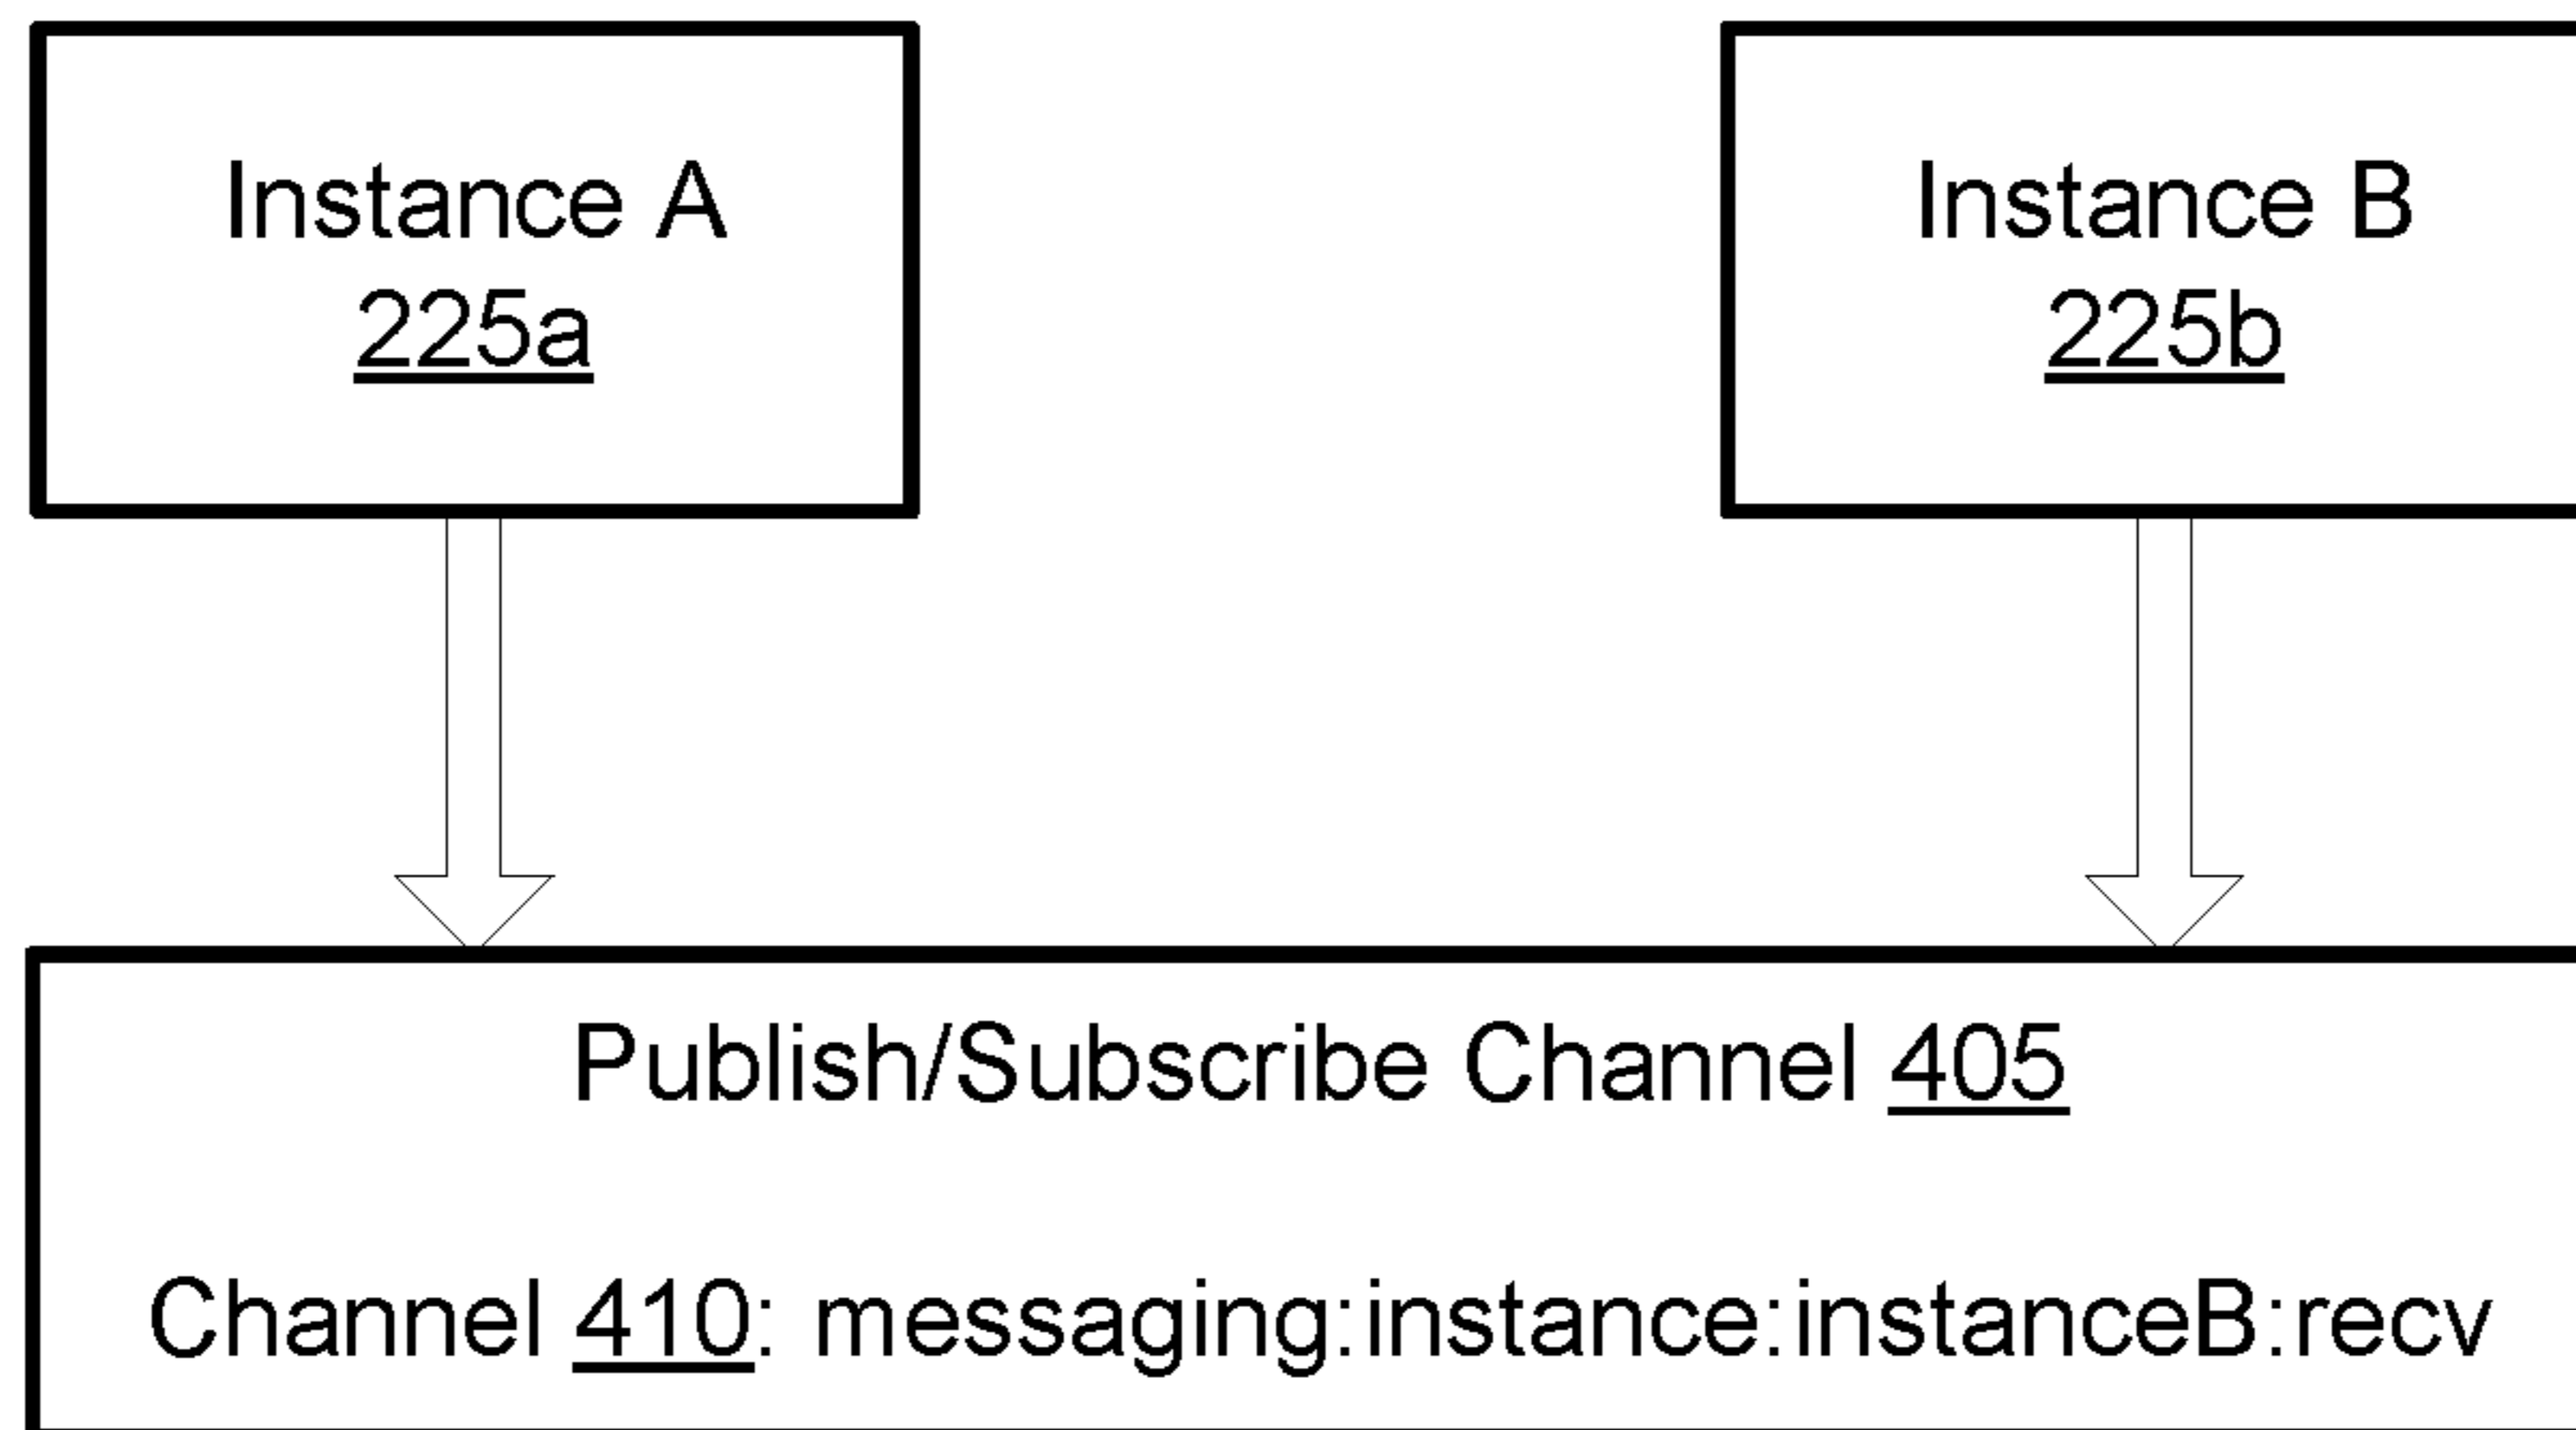 Instance A
225a
Instance B
225b
Publish/Subscribe Channel 405
Channel 410: messaging:instance:instanceB:recv